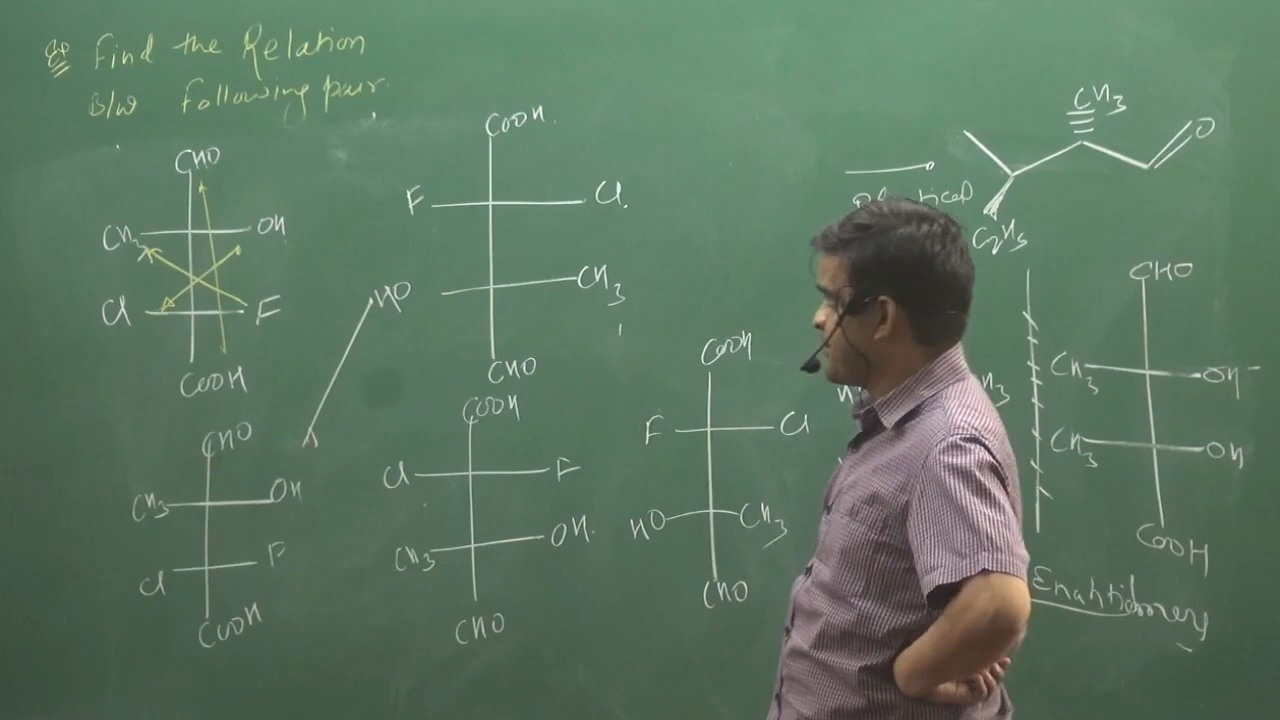 Find the Relation
B/w Following pair.
CHO
CH3 OH
Cl F
COOH
COOH.
F Cl.
HO CH3
CHO
CHO
CH3 OH
Cl F
COOH
COOH
Cl F
CH3 OH.
CHO
COOH
F Cl
HO CH3
CHO
CH3
O
C2H5
CHO
CH3 OH
CH3 OH
COOH
Enantiomers